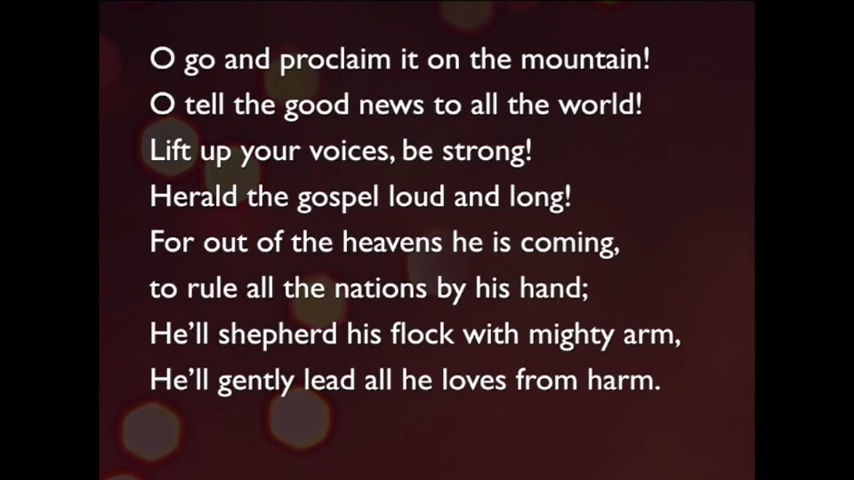 O go and proclaim it on the mountain!
O tell the good news to all the world!
Lift up your voices, be strong!
Herald the gospel loud and long!
For out of the heavens he is coming,
to rule all the nations by his hand;
He'll shepherd his flock with mighty arm,
He'll gently lead all he loves from harm.